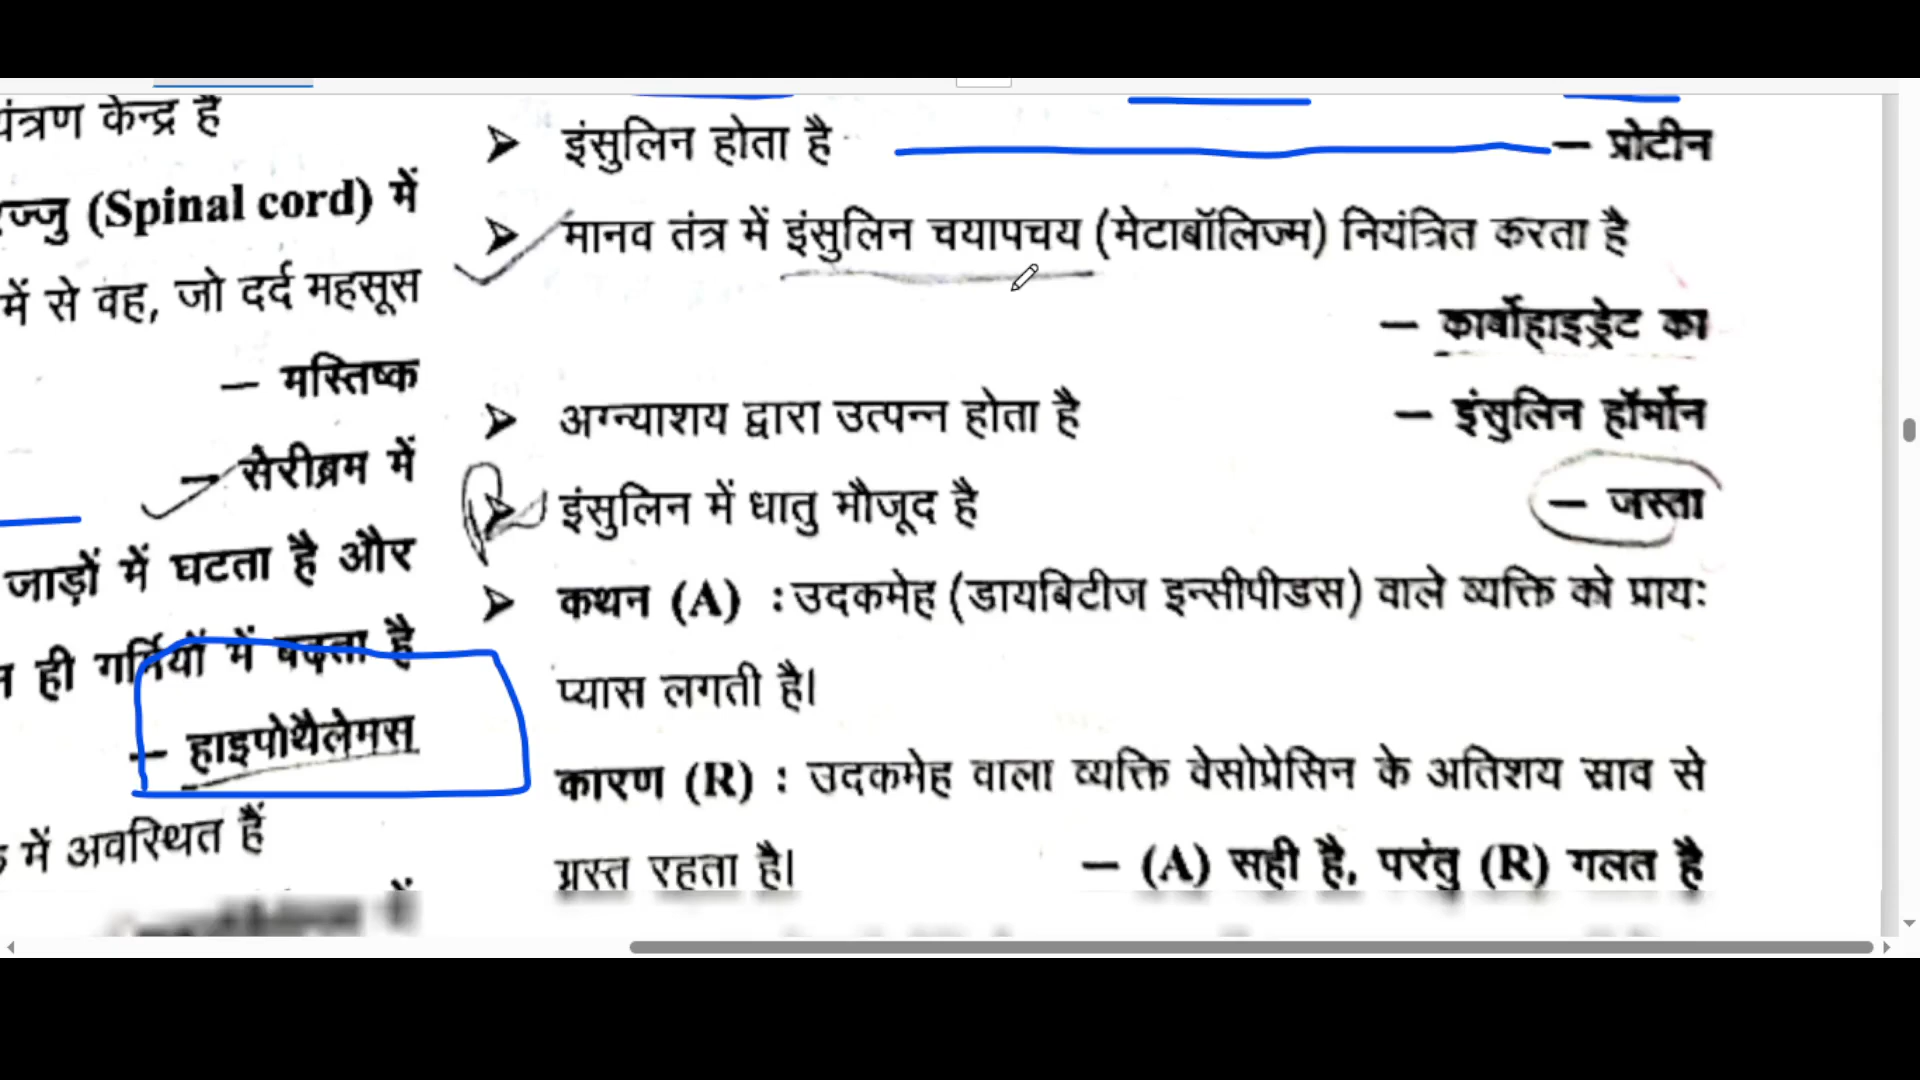 यंत्रण केन्द्र है
रज्जु (Spinal cord) में
में से वह, जो दर्द महसूस
— मस्तिष्क
— सेरीब्रम में
जाड़ों में घटता है और
ही गर्मियों में बढ़ता है
— हाइपोथैलेमस
में अवस्थित हैं
➤ इंसुलिन होता है — प्रोटीन
➤ मानव तंत्र में इंसुलिन चयापचय (मेटाबॉलिज्म) नियंत्रित करता है
— कार्बोहाइड्रेट का
➤ अग्न्याशय द्वारा उत्पन्न होता है — इंसुलिन हॉर्मोन
➤ इंसुलिन में धातु मौजूद है — जस्ता
➤ कथन (A) : उदकमेह (डायबिटीज इन्सीपीडस) वाले व्यक्ति को प्रायः
प्यास लगती है।
कारण (R) : उदकमेह वाला व्यक्ति वेसोप्रेसिन के अतिशय स्राव से
ग्रस्त रहता है। — (A) सही है, परंतु (R) गलत है